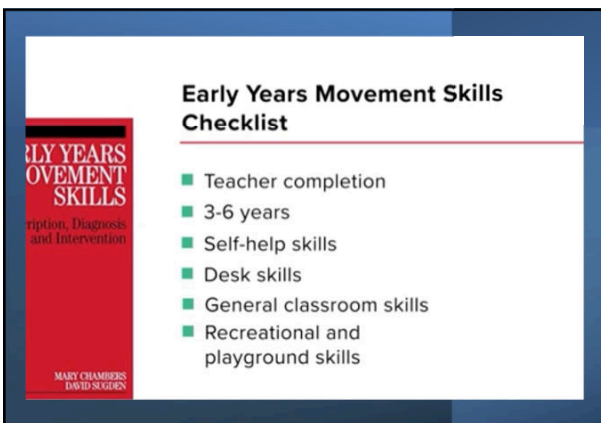 Early Years Movement Skills
Checklist
RLY YEARS
OVEMENT
SKILLS
ription, Diagnosis
and Intervention
MARY CHAMBERS
DAVID SUGDEN
Teacher completion
3-6 years
Self-help skills
Desk skills
General classroom skills
Recreational and
playground skills